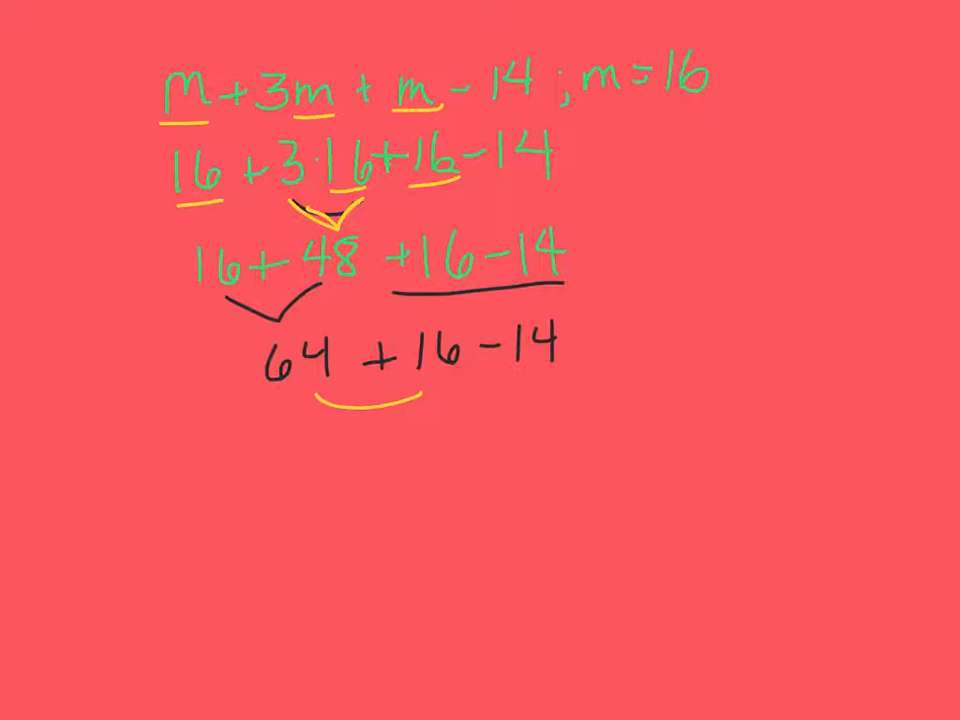 m + 3m + m - 14 ; m = 16
16 + 3·16 + 16 - 14
16 + 48 + 16 - 14
64 + 16 - 14